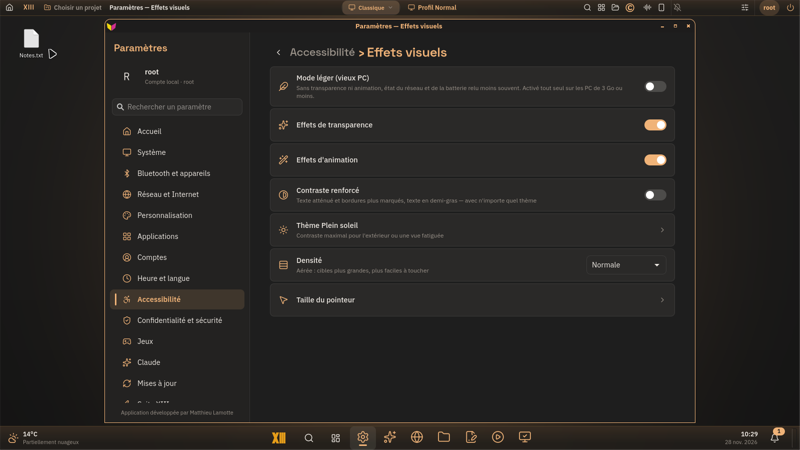 XIII
Choisir un projet
Paramètres — Effets visuels
Classique
Profil Normal
root
Notes.txt
Paramètres — Effets visuels
Paramètres
R
root
Compte local · root
Rechercher un paramètre
Accueil
Système
Bluetooth et appareils
Réseau et Internet
Personnalisation
Applications
Comptes
Heure et langue
Accessibilité
Confidentialité et sécurité
Jeux
Claude
Mises à jour
Application développée par Matthieu Lamotte
Accessibilité > Effets visuels
Mode léger (vieux PC)
Sans transparence ni animation, état du réseau et de la batterie relu moins souvent. Activé tout seul sur les PC de 3 Go ou
moins.
Effets de transparence
Effets d'animation
Contraste renforcé
Texte atténué et bordures plus marqués, texte en demi-gras — avec n'importe quel thème
Thème Plein soleil
Contraste maximal pour l'extérieur ou une vue fatiguée
Densité
Aérée : cibles plus grandes, plus faciles à toucher
Normale
Taille du pointeur
14°C
Partiellement nuageux
XIII
10:29
28 nov. 2026
1